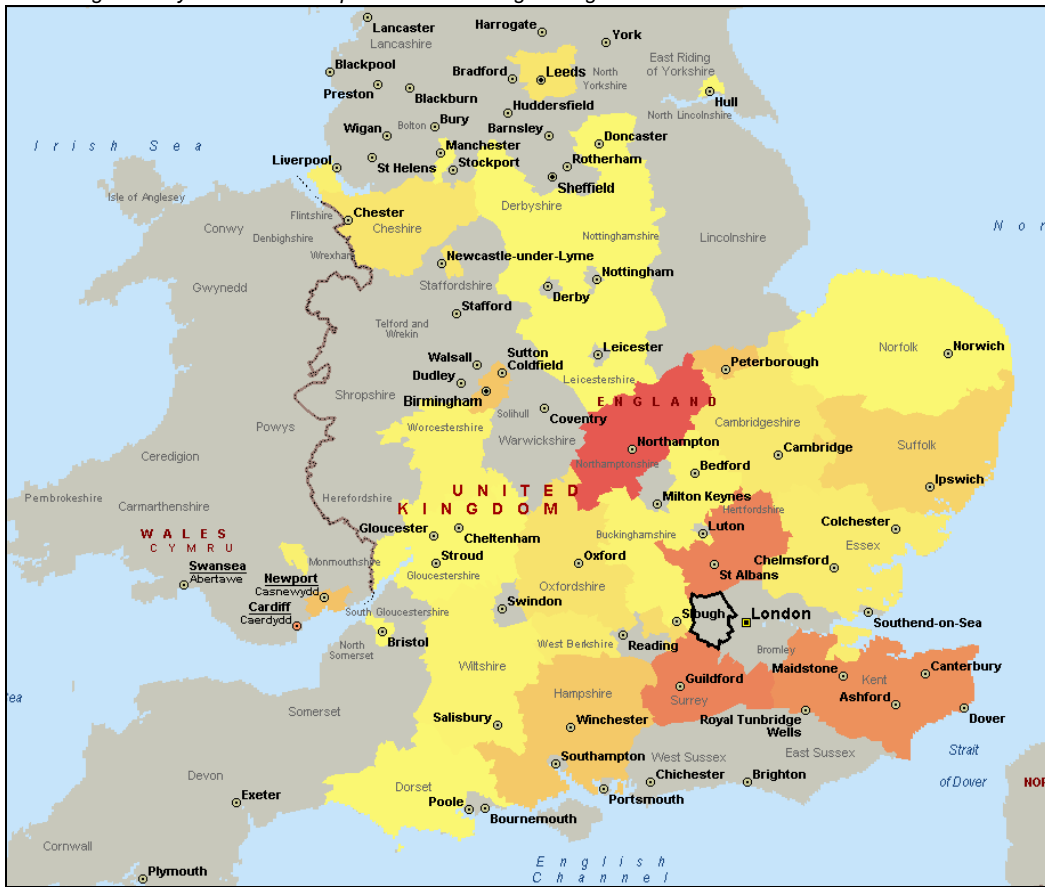 Lancaster
Lancashire
Harrogate
York
East Riding
of Yorkshire
Blackpool
Preston
Blackburn
Bradford
Leeds
North
Yorkshire
Hull
North Lincolnshire
Huddersfield
Wigan
Bolton
Bury
Barnsley
Doncaster
Irish Sea
Manchester
Liverpool
St Helens
Stockport
Rotherham
Sheffield
Isle of Anglesey
Flintshire
Conwy
Denbighshire
Wrexham
Chester
Cheshire
Derbyshire
Nottinghamshire
Lincolnshire
Nor
Gwynedd
Newcastle-under-Lyme
Staffordshire
Nottingham
Derby
Stafford
Telford and
Wrekin
Leicester
Leicestershire
Peterborough
Norfolk
Norwich
Walsall
Sutton
Coldfield
Dudley
Birmingham
Shropshire
Solihull
Coventry
ENGLAND
Powys
Worcestershire
Warwickshire
Northampton
Northamptonshire
Cambridgeshire
Cambridge
Suffolk
Ceredigion
Bedford
Ipswich
Pembrokeshire
Carmarthenshire
Herefordshire
UNITED
KINGDOM
Milton Keynes
Hertfordshire
WALES
CYMRU
Gloucester
Cheltenham
Buckinghamshire
Luton
Colchester
Essex
Swansea
Abertawe
Monmouthshire
Stroud
Gloucestershire
Oxford
Oxfordshire
St Albans
Chelmsford
Newport
Casnewydd
Cardiff
Caerdydd
South Gloucestershire
Swindon
Slough
London
Southend-on-Sea
North
Somerset
Bristol
West Berkshire
Reading
Bromley
Wiltshire
Maidstone
Kent
Canterbury
Guildford
Surrey
Ashford
Sea
Somerset
Hampshire
Salisbury
Winchester
Royal Tunbridge
Wells
Dover
Southampton
West Sussex
East Sussex
Strait
of Dover
Devon
Dorset
Chichester
Brighton
Portsmouth
NOR
Exeter
Poole
Bournemouth
Cornwall
Plymouth
English
Channel